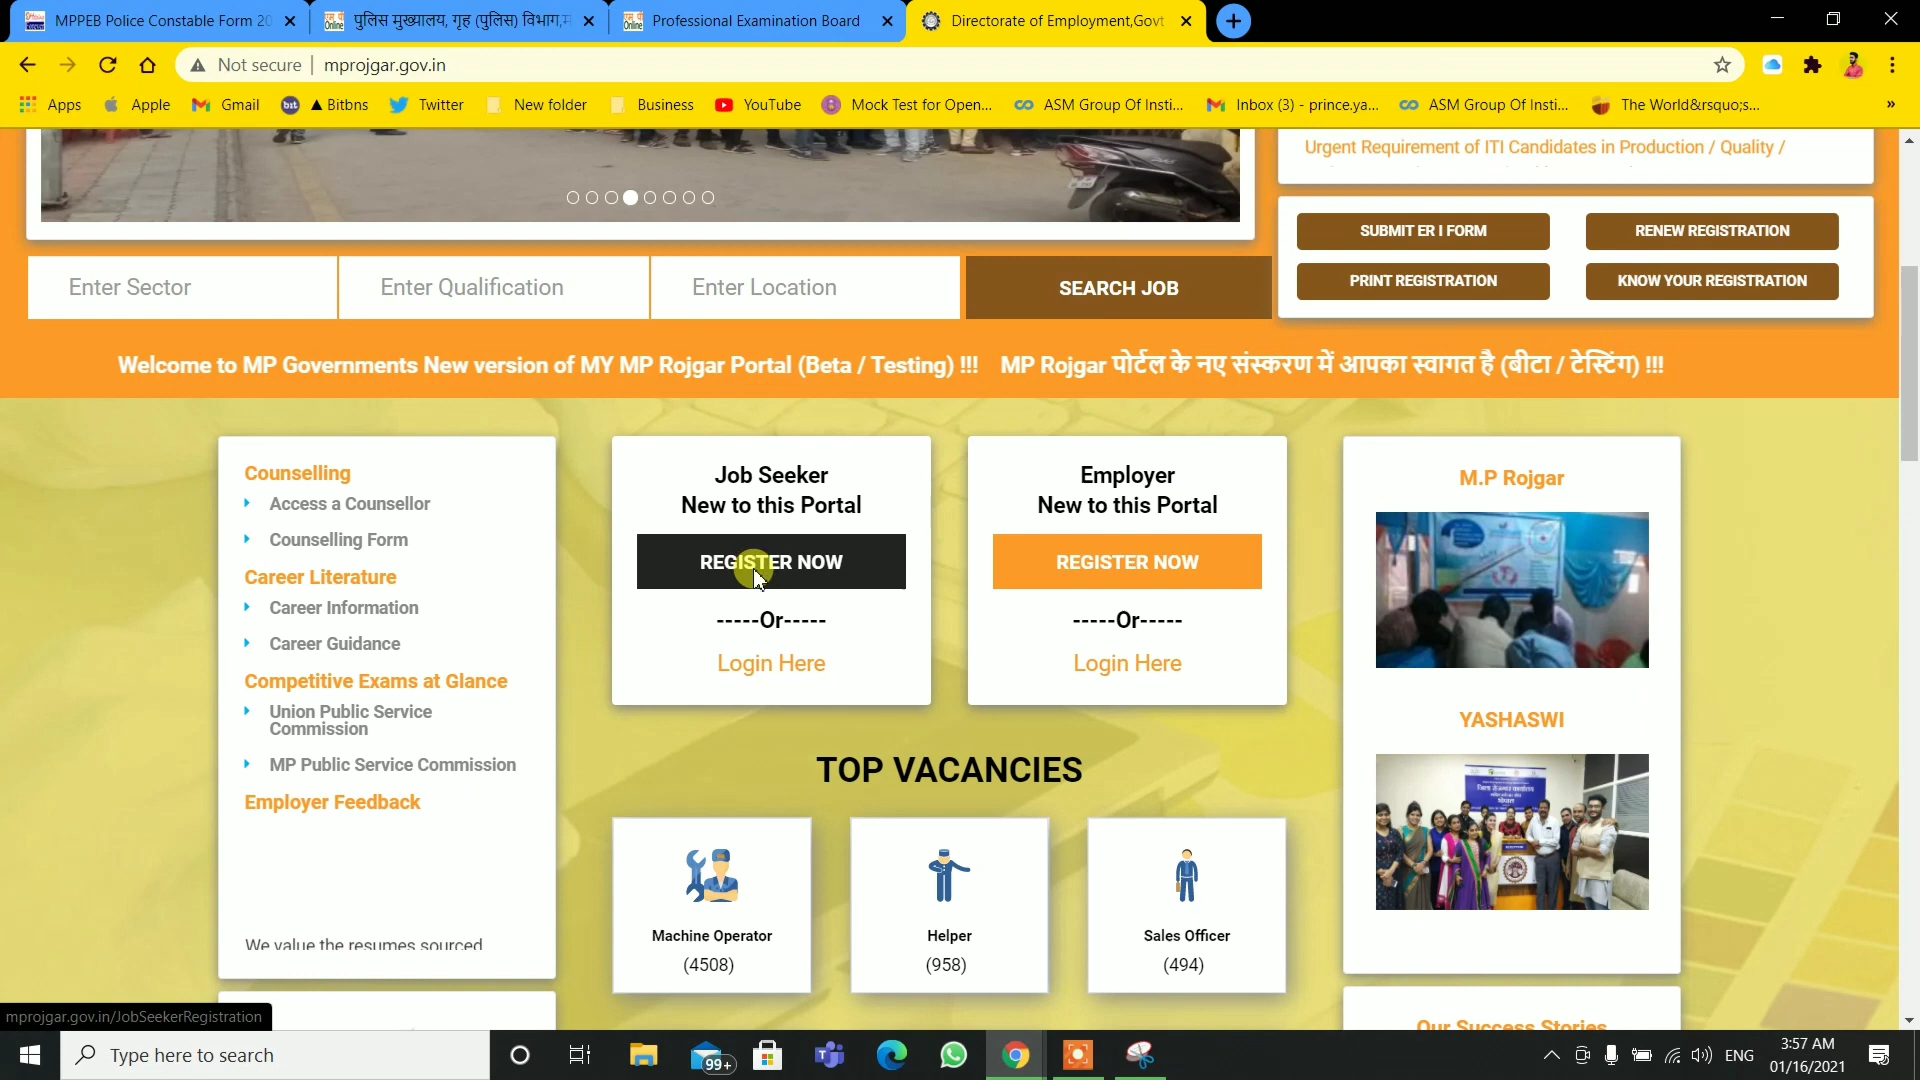 MPPEB Police Constable Form 20
पुलिस मुख्यालय, गृह (पुलिस) विभाग,म
Professional Examination Board
Directorate of Employment,Govt
Not secure
mprojgar.gov.in
Apps
Apple
Gmail
▲Bitbns
Twitter
New folder
Business
YouTube
Mock Test for Open...
ASM Group Of Insti...
Inbox (3) - prince.ya...
ASM Group Of Insti...
The World&rsquo;s...
»
Urgent Requirement of ITI Candidates in Production / Quality /
SUBMIT ER I FORM
RENEW REGISTRATION
PRINT REGISTRATION
KNOW YOUR REGISTRATION
Enter Sector
Enter Qualification
Enter Location
SEARCH JOB
Welcome to MP Governments New version of MY MP Rojgar Portal (Beta / Testing) !!! MP Rojgar पोर्टल के नए संस्करण में आपका स्वागत है (बीटा / टेस्टिंग) !!!
Counselling
Access a Counsellor
Counselling Form
Career Literature
Career Information
Career Guidance
Competitive Exams at Glance
Union Public Service
Commission
MP Public Service Commission
Employer Feedback
We value the resumes sourced
Job Seeker
New to this Portal
REGISTER NOW
-----Or-----
Login Here
Employer
New to this Portal
REGISTER NOW
-----Or-----
Login Here
TOP VACANCIES
Machine Operator
(4508)
Helper
(958)
Sales Officer
(494)
M.P Rojgar
YASHASWI
Our Success Stories
mprojgar.gov.in/JobSeekerRegistration
Type here to search
99+
ENG
3:57 AM
01/16/2021